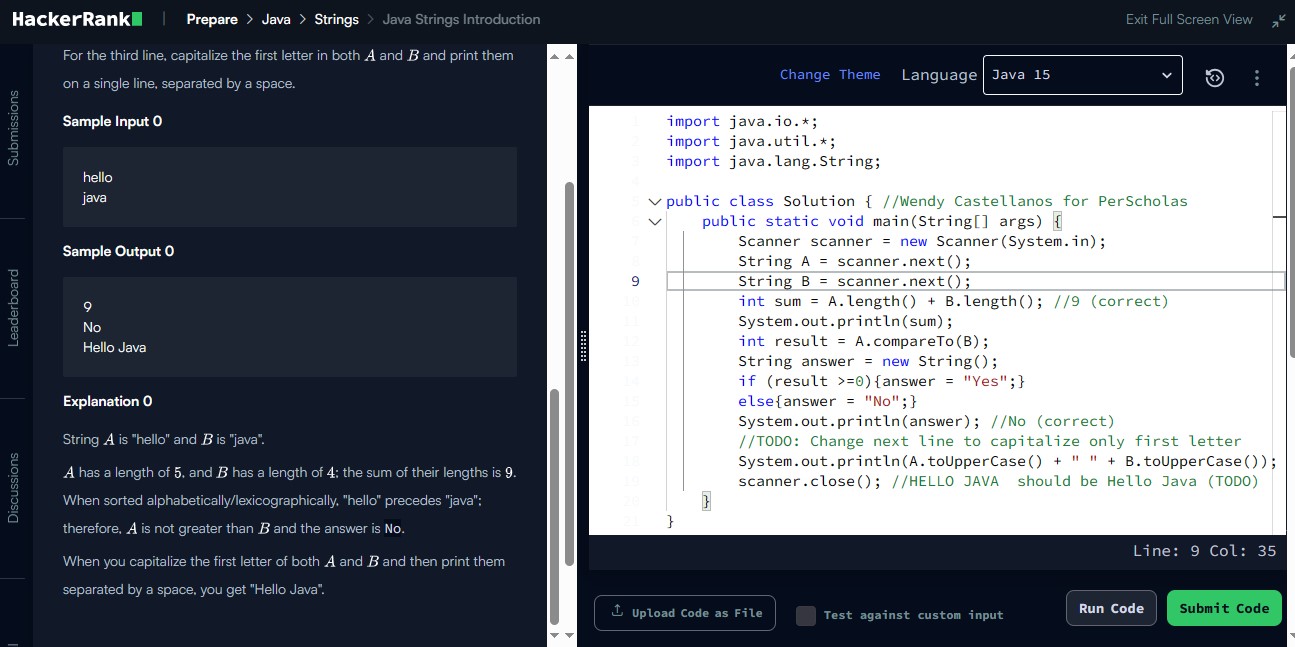 HackerRank | Prepare > Java > Strings > Java Strings Introduction
Exit Full Screen View
Submissions
Leaderboard
Discussions
For the third line, capitalize the first letter in both A and B and print them
on a single line, separated by a space.
Sample Input 0
hello
java
Sample Output 0
9
No
Hello Java
Explanation 0
String A is "hello" and B is "java".
A has a length of 5, and B has a length of 4; the sum of their lengths is 9.
When sorted alphabetically/lexicographically, "hello" precedes "java";
therefore, A is not greater than B and the answer is No.
When you capitalize the first letter of both A and B and then print them
separated by a space, you get "Hello Java".
Change Theme Language Java 15
1 import java.io.*;
2 import java.util.*;
3 import java.lang.String;
4
5 public class Solution { //Wendy Castellanos for PerScholas
6 public static void main(String[] args) {
7 Scanner scanner = new Scanner(System.in);
8 String A = scanner.next();
9 String B = scanner.next();
10 int sum = A.length() + B.length(); //9 (correct)
11 System.out.println(sum);
12 int result = A.compareTo(B);
13 String answer = new String();
14 if (result >=0){answer = "Yes";}
15 else{answer = "No";}
16 System.out.println(answer); //No (correct)
17 //TODO: Change next line to capitalize only first letter
18 System.out.println(A.toUpperCase() + " " + B.toUpperCase());
19 scanner.close(); //HELLO JAVA  should be Hello Java (TODO)
20 }
21 }
Line: 9 Col: 35
Upload Code as File
Test against custom input
Run Code
Submit Code